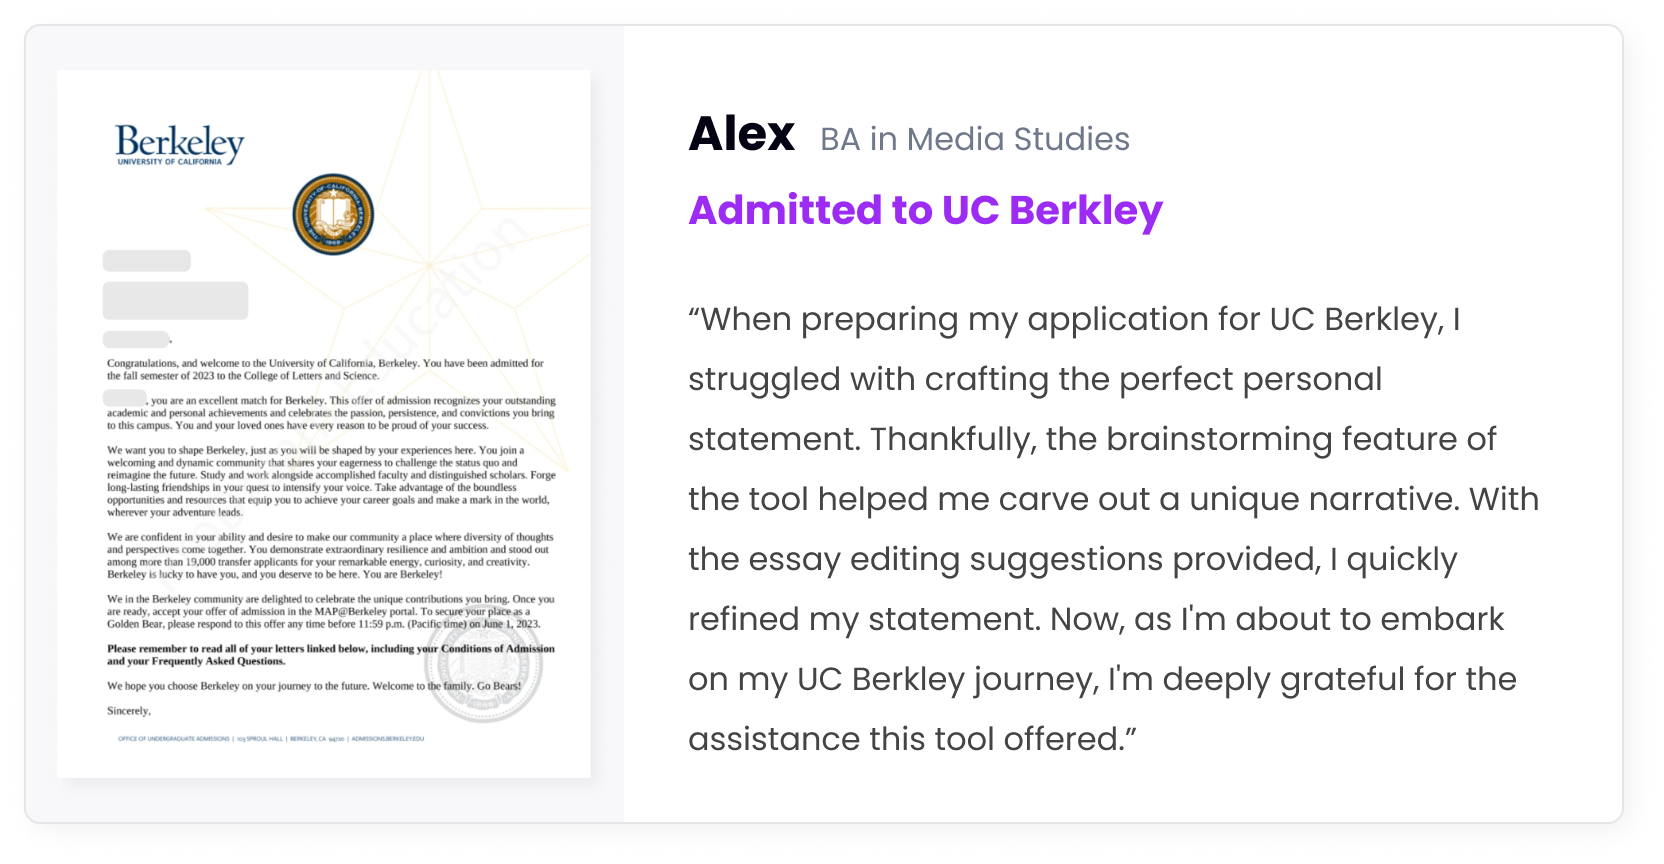 Berkeley
UNIVERSITY OF CALIFORNIA
Congratulations, and welcome to the University of California, Berkeley. You have been admitted for
the fall semester of 2023 to the College of Letters and Science.
, you are an excellent match for Berkeley. This offer of admission recognizes your outstanding
academic and personal achievements and celebrates the passion, persistence, and convictions you bring
to this campus. You and your loved ones have every reason to be proud of your success.
We want you to shape Berkeley, just as you will be shaped by your experiences here. You join a
welcoming and dynamic community that shares your eagerness to challenge the status quo and
reimagine the future. Study and work alongside accomplished faculty and distinguished scholars. Forge
long-lasting friendships in your quest to intensify your voice. Take advantage of the boundless
opportunities and resources that equip you to achieve your career goals and make a mark in the world,
wherever your adventure leads.
We are confident in your ability and desire to make our community a place where diversity of thoughts
and perspectives come together. You demonstrate extraordinary resilience and ambition and stood out
among more than 19,000 transfer applicants for your remarkable energy, curiosity, and creativity.
Berkeley is lucky to have you, and you deserve to be here. You are Berkeley!
We in the Berkeley community are delighted to celebrate the unique contributions you bring. Once you
are ready, accept your offer of admission in the MAP@Berkeley portal. To secure your place as a
Golden Bear, please respond to this offer any time before 11:59 p.m. (Pacific time) on June 1, 2023.
Please remember to read all of your letters linked below, including your Conditions of Admission
and your Frequently Asked Questions.
We hope you choose Berkeley on your journey to the future. Welcome to the family. Go Bears!
Sincerely,
OFFICE OF UNDERGRADUATE ADMISSIONS | 103 SPROUL HALL | BERKELEY, CA 94720 | ADMISSIONS.BERKELEY.EDU
Alex BA in Media Studies
Admitted to UC Berkley
“When preparing my application for UC Berkley, I
struggled with crafting the perfect personal
statement. Thankfully, the brainstorming feature of
the tool helped me carve out a unique narrative. With
the essay editing suggestions provided, I quickly
refined my statement. Now, as I'm about to embark
on my UC Berkley journey, I'm deeply grateful for the
assistance this tool offered.”